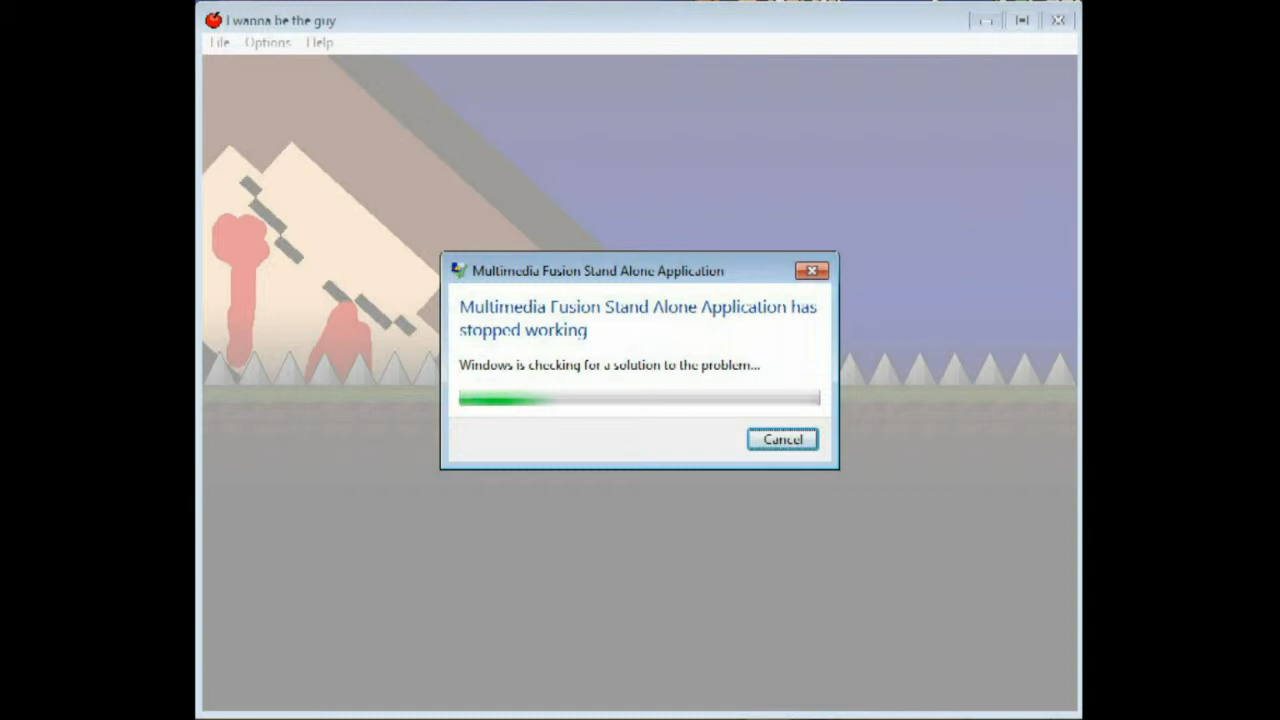 I wanna be the guy
File Options Help
Multimedia Fusion Stand Alone Application
Multimedia Fusion Stand Alone Application has
stopped working
Windows is checking for a solution to the problem...
Cancel